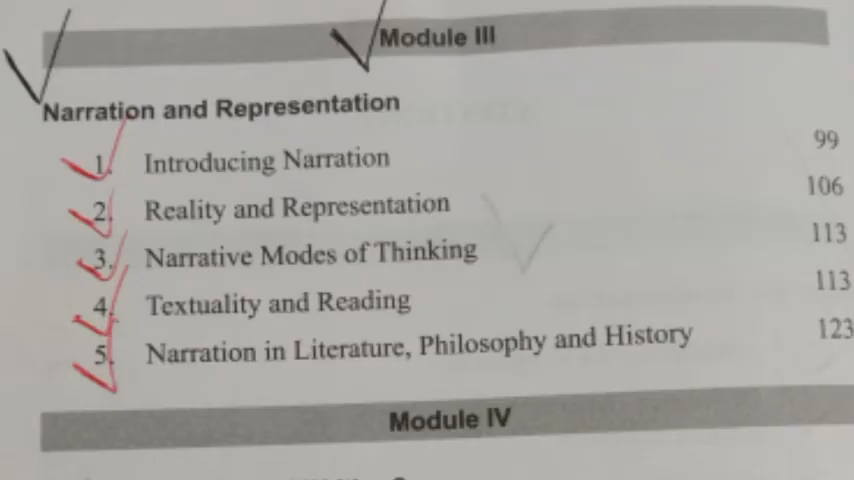 Module III
Narration and Representation
1. Introducing Narration 99
2. Reality and Representation 106
3. Narrative Modes of Thinking 113
4. Textuality and Reading 113
5. Narration in Literature, Philosophy and History 123
Module IV